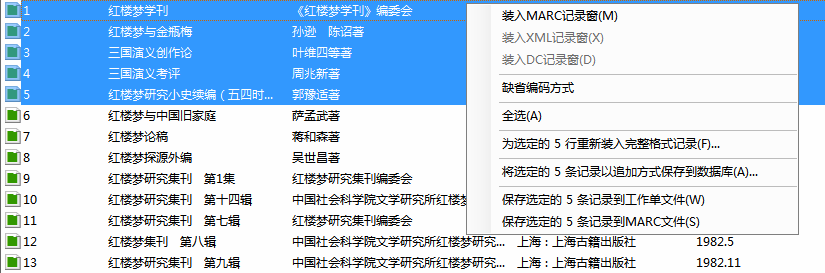 1 红楼梦学刊 《红楼梦学刊》编委会
2 红楼梦与金瓶梅 孙逊 陈诏著
3 三国演义创作论 叶维四等著
4 三国演义考评 周兆新著
5 红楼梦研究小史续编（五四时... 郭豫适著
6 红楼梦与中国旧家庭 萨孟武著
7 红楼梦论稿 蒋和森著
8 红楼梦探源外编 吴世昌著
9 红楼梦研究集刊 第1集 红楼梦研究集刊编委会
10 红楼梦研究集刊 第十四辑 中国社会科学院文学研究所红楼梦
11 红楼梦研究集刊 第七辑 红楼梦研究集刊编委会
12 红楼梦集刊 第八辑 中国社会科学院文学研究所红楼梦研究... 上海：上海古籍出版社 1982.5
13 红楼梦研究集刊 第九辑 中国社会科学院文学研究所红楼梦研究... 上海：上海古籍出版社 1982.11
装入MARC记录窗(M)
装入XML记录窗(X)
装入DC记录窗(D)
缺省编码方式
全选(A)
为选定的 5 行重新装入完整格式记录(F)...
将选定的 5 条记录以追加方式保存到数据库(A)...
保存选定的 5 条记录到工作单文件(W)
保存选定的 5 条记录到MARC文件(S)